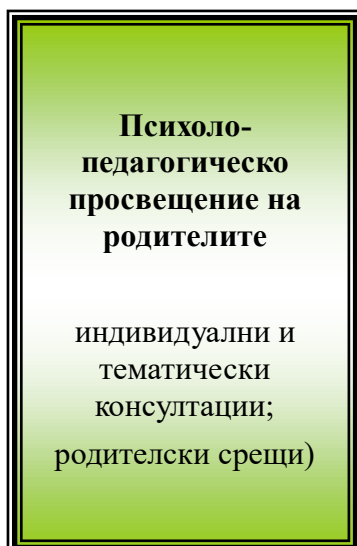 Психоло-
педагогическо
просвещение на
родителите
индивидуални и
тематически
консултации;
родителски срещи)